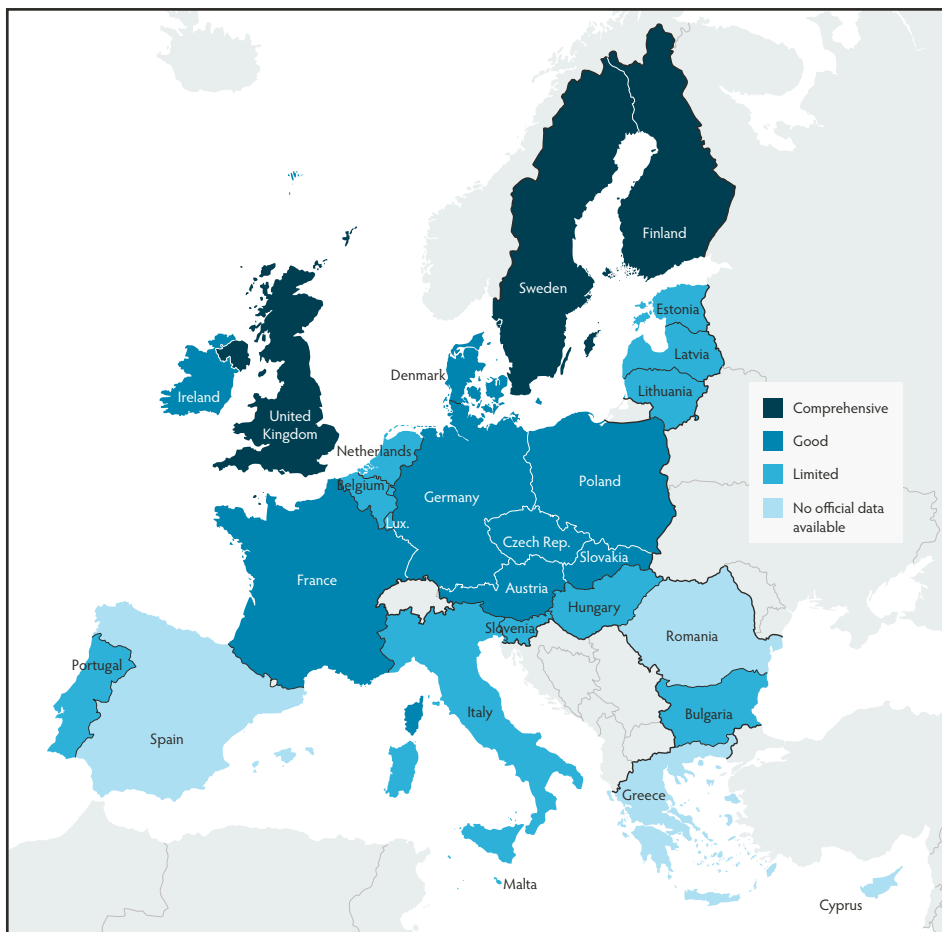 Finland
Sweden
Estonia
Latvia
Denmark
Lithuania
Ireland
United
Kingdom
Netherlands
Belgium
Germany
Poland
Lux.
Czech Rep.
Slovakia
France
Austria
Hungary
Slovenia
Romania
Portugal
Italy
Bulgaria
Spain
Greece
Malta
Cyprus
Comprehensive
Good
Limited
No official data
available